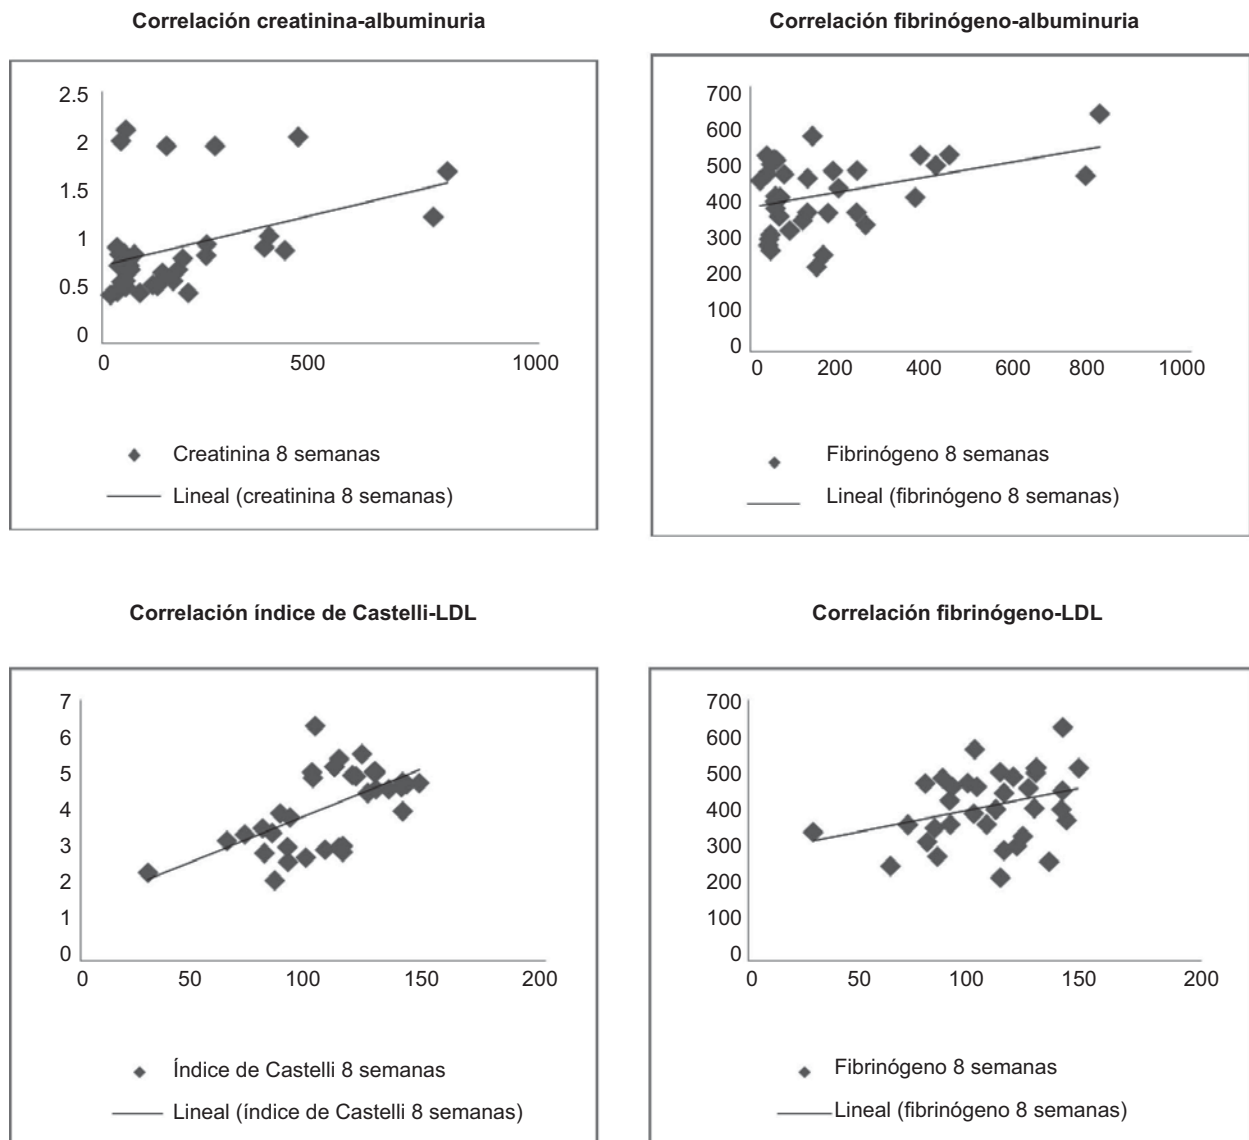 Correlación creatinina-albuminuria
2.5
2
1.5
1
0.5
0
0 500 1000
Creatinina 8 semanas
Lineal (creatinina 8 semanas)
Correlación fibrinógeno-albuminuria
700
600
500
400
300
200
100
0
0 200 400 600 800 1000
Fibrinógeno 8 semanas
Lineal (fibrinógeno 8 semanas)
Correlación índice de Castelli-LDL
7
6
5
4
3
2
1
0
0 50 100 150 200
Índice de Castelli 8 semanas
Lineal (índice de Castelli 8 semanas)
Correlación fibrinógeno-LDL
700
600
500
400
300
200
100
0
0 50 100 150 200
Fibrinógeno 8 semanas
Lineal (fibrinógeno 8 semanas)